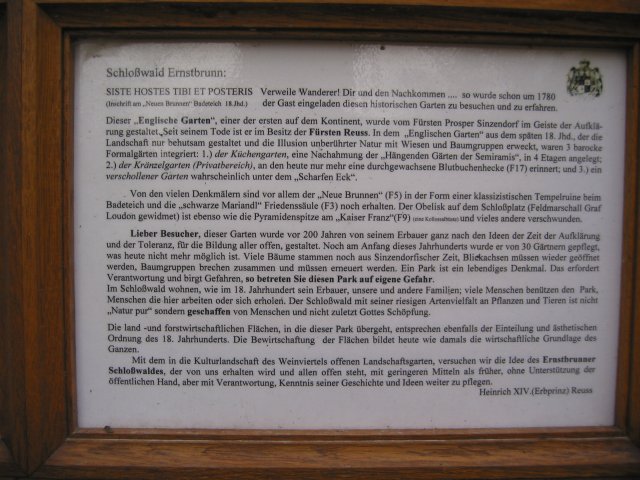 Schloßwald Ernstbrunn:
SISTE HOSTES TIBI ET POSTERIS Verweile Wanderer! Dir und den Nachkommen .... so wurde schon um 1780
(Inschrift am „Neuen Brunnen“ Badeteich 18.Jhd.) der Gast eingeladen diesen historischen Garten zu besuchen und zu erfahren.
Dieser „Englische Garten“, einer der ersten auf dem Kontinent, wurde vom Fürsten Prosper Sinzendorf im Geiste der Aufklä-
rung gestaltet. Seit seinem Tode ist er im Besitz der Fürsten Reuss. In dem „Englischen Garten“ aus dem späten 18. Jhd., der die
Landschaft nur behutsam gestaltet und die Illusion unberührter Natur mit Wiesen und Baumgruppen erweckt, waren 3 barocke
Formalgärten integriert: 1.) der Küchengarten, eine Nachahmung der „Hängenden Gärten der Semiramis“, in 4 Etagen angelegt;
2.) der Kränzelgarten (Privatbereich), an den heute nur mehr eine durchgewachsene Blutbuchenhecke (F17) erinnert; und 3.) ein
verschollener Garten wahrscheinlich unter dem „Scharfen Eck“.
Von den vielen Denkmälern sind vor allem der „Neue Brunnen“ (F5) in der Form einer klassizistischen Tempelruine beim
Badeteich und die „schwarze Mariandl“ Friedenssäule (F3) noch erhalten. Der Obelisk auf dem Schloßplatz (Feldmarschall Graf
Loudon gewidmet) ist ebenso wie die Pyramidenspitze am „Kaiser Franz“(F9) und vieles andere verschwunden.
Lieber Besucher, dieser Garten wurde vor 200 Jahren von seinem Erbauer ganz nach den Ideen der Zeit der Aufklärung
und der Toleranz, für die Bildung aller offen, gestaltet. Noch am Anfang dieses Jahrhunderts wurde er von 30 Gärtnern gepflegt,
was heute nicht mehr möglich ist. Viele Bäume stammen noch aus Sinzendorfischer Zeit, Blickachsen müssen wieder geöffnet
werden, Baumgruppen brechen zusammen und müssen erneuert werden. Ein Park ist ein lebendiges Denkmal. Das erfordert
Verantwortung und birgt Gefahren, so betreten Sie diesen Park auf eigene Gefahr.
Im Schloßwald wohnen, wie im 18. Jahrhundert sein Erbauer, unsere und andere Familien; viele Menschen benützen den Park,
Menschen die hier arbeiten oder sich erholen. Der Schloßwald mit seiner riesigen Artenvielfalt an Pflanzen und Tieren ist nicht
„Natur pur“ sondern geschaffen von Menschen und nicht zuletzt Gottes Schöpfung.
Die land -und forstwirtschaftlichen Flächen, in die dieser Park übergeht, entsprechen ebenfalls der Einteilung und ästhetischen
Ordnung des 18. Jahrhunderts. Die Bewirtschaftung der Flächen bildet heute wie damals die wirtschaftliche Grundlage des
Ganzen.
Mit dem in die Kulturlandschaft des Weinviertels offenen Landschaftsgarten, versuchen wir die Idee des Ernstbrunner
Schloßwaldes, der von uns erhalten wird und allen offen steht, mit geringeren Mitteln als früher, ohne Unterstützung der
öffentlichen Hand, aber mit Verantwortung, Kenntnis seiner Geschichte und Ideen weiter zu pflegen.
Heinrich XIV.(Erbprinz) Reuss